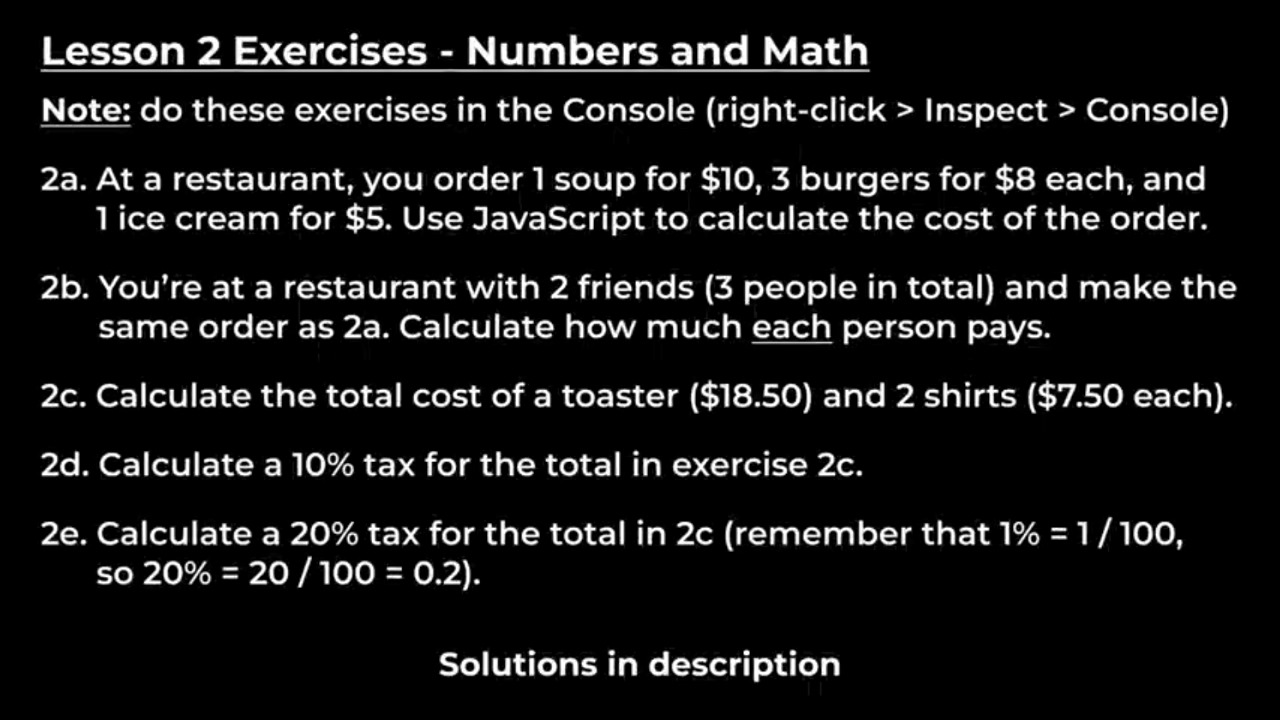 Lesson 2 Exercises - Numbers and Math
Note: do these exercises in the Console (right-click > Inspect > Console)
2a. At a restaurant, you order 1 soup for $10, 3 burgers for $8 each, and
1 ice cream for $5. Use JavaScript to calculate the cost of the order.
2b. You’re at a restaurant with 2 friends (3 people in total) and make the
same order as 2a. Calculate how much each person pays.
2c. Calculate the total cost of a toaster ($18.50) and 2 shirts ($7.50 each).
2d. Calculate a 10% tax for the total in exercise 2c.
2e. Calculate a 20% tax for the total in 2c (remember that 1% = 1 / 100,
so 20% = 20 / 100 = 0.2).
Solutions in description